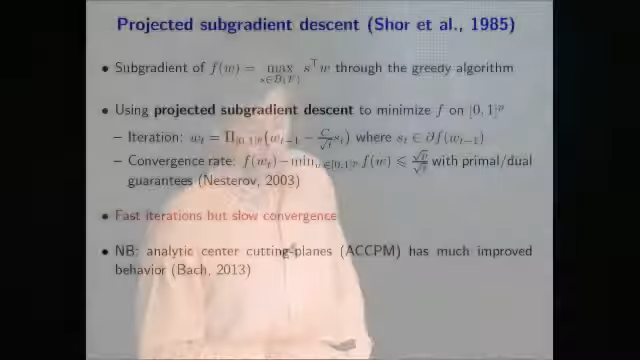 Projected subgradient descent (Shor et al., 1985)
• Subgradient of f(w) = max_{s∈B(F)} s^⊤w through the greedy algorithm
• Using projected subgradient descent to minimize f on [0, 1]^p
– Iteration: w_t = Π_{[0,1]^p}(w_{t−1} − C/√t s_t) where s_t ∈ ∂f(w_{t−1})
– Convergence rate: f(w_t) − min_{w∈[0,1]^p} f(w) ⩽ √p/√t with primal/dual
guarantees (Nesterov, 2003)
• Fast iterations but slow convergence
• NB: analytic center cutting-planes (ACCPM) has much improved
behavior (Bach, 2013)